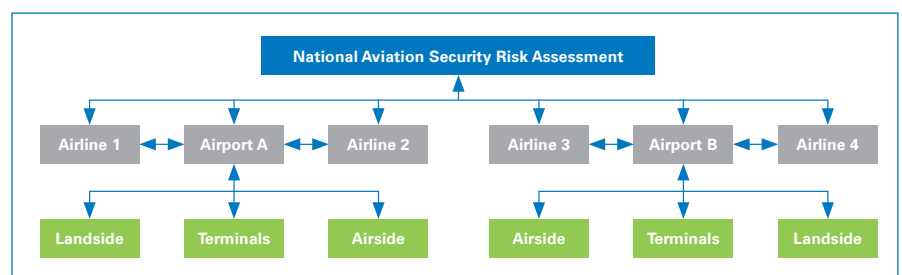 National Aviation Security Risk Assessment
Airline 1
Airport A
Airline 2
Airline 3
Airport B
Airline 4
Landside
Terminals
Airside
Airside
Terminals
Landside